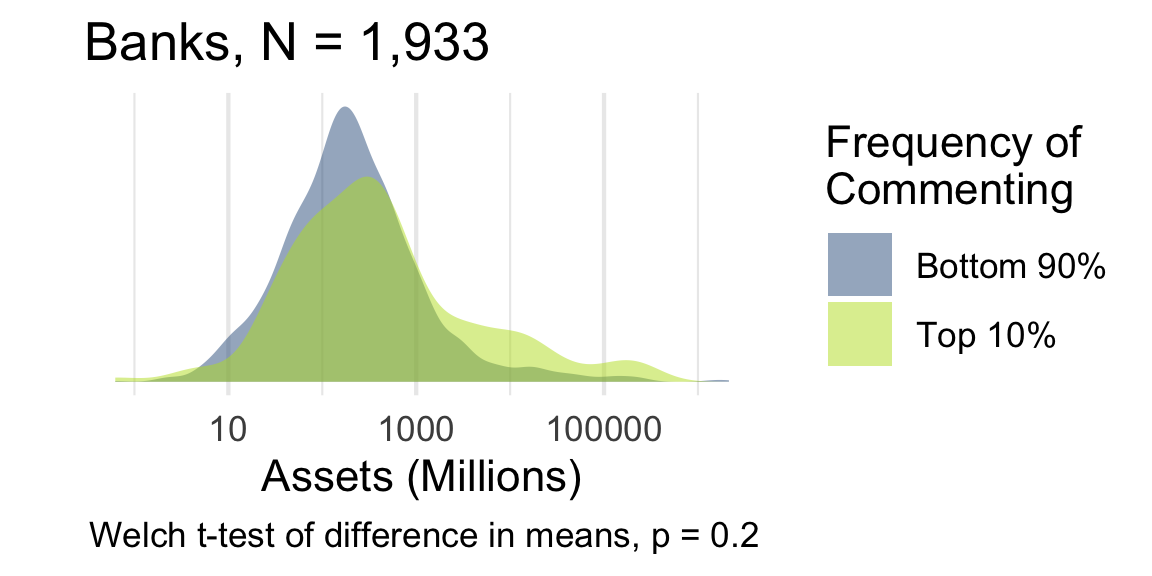 Banks, N = 1,933
Frequency of
Commenting
Bottom 90%
Top 10%
10 1000 100000
Assets (Millions)
Welch t-test of difference in means, p = 0.2